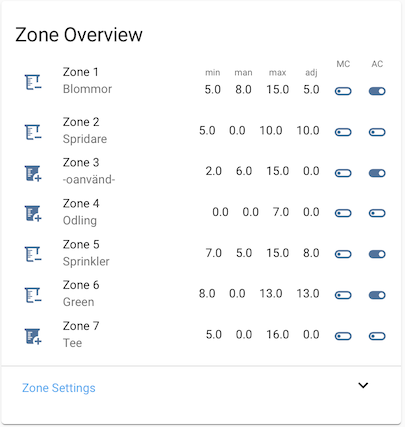 Zone Overview
MC AC
Zone 1 min man max adj
Blommor 5.0 8.0 15.0 5.0
Zone 2
Spridare 5.0 0.0 10.0 10.0
Zone 3
-oanvänd- 2.0 6.0 15.0 0.0
Zone 4
Odling 0.0 0.0 7.0 0.0
Zone 5
Sprinkler 7.0 5.0 15.0 8.0
Zone 6
Green 8.0 0.0 13.0 13.0
Zone 7
Tee 5.0 0.0 16.0 0.0
Zone Settings